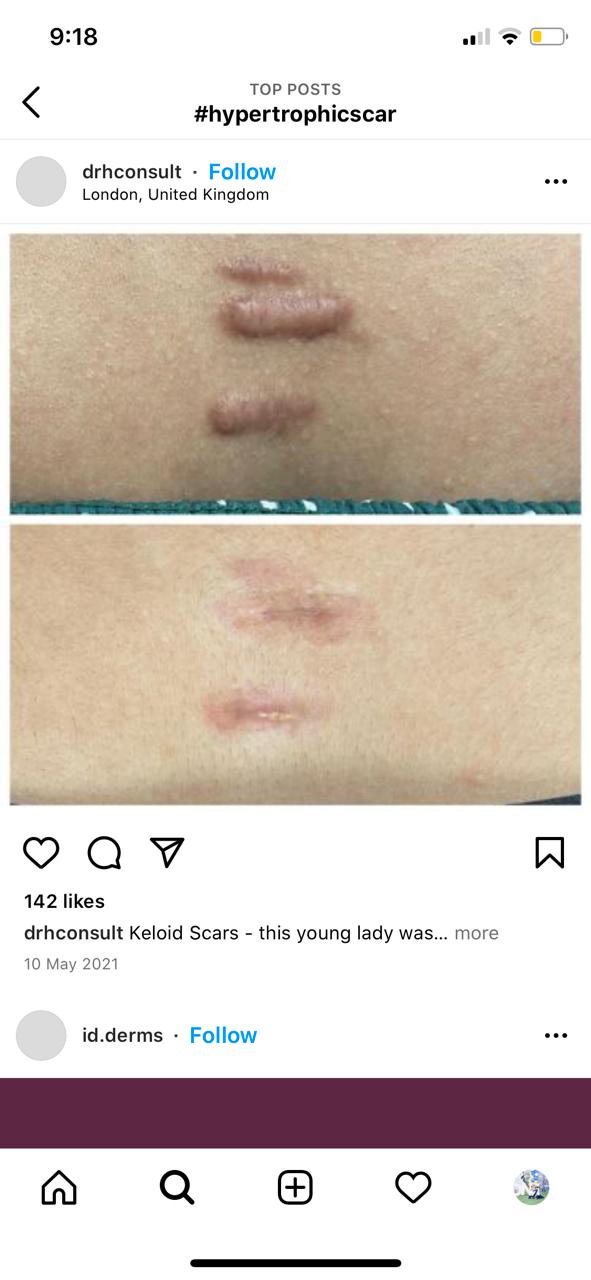 9:18
TOP POSTS
#hypertrophicscar
drhconsult · Follow
London, United Kingdom
142 likes
drhconsult Keloid Scars - this young lady was... more
10 May 2021
id.derms · Follow